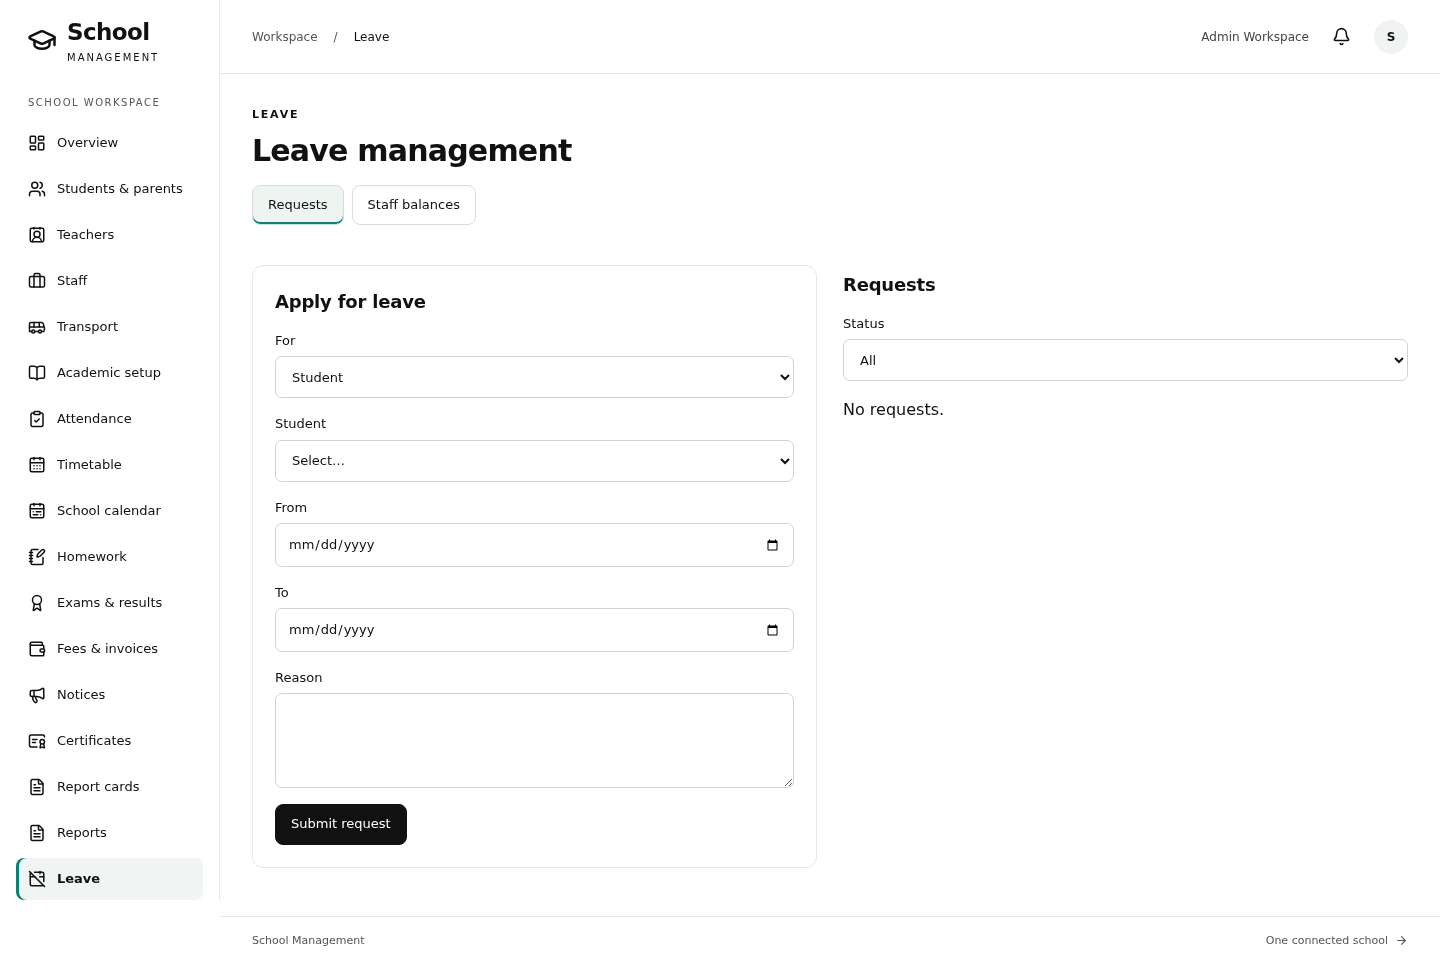 School
MANAGEMENT
SCHOOL WORKSPACE
Overview
Students & parents
Teachers
Staff
Transport
Academic setup
Attendance
Timetable
School calendar
Homework
Exams & results
Fees & invoices
Notices
Certificates
Report cards
Reports
Leave
Workspace / Leave
Admin Workspace
S
LEAVE
Leave management
Requests
Staff balances
Apply for leave
For
Student
Student
Select...
From
mm/dd/yyyy
To
mm/dd/yyyy
Reason
Submit request
Requests
Status
All
No requests.
School Management
One connected school →